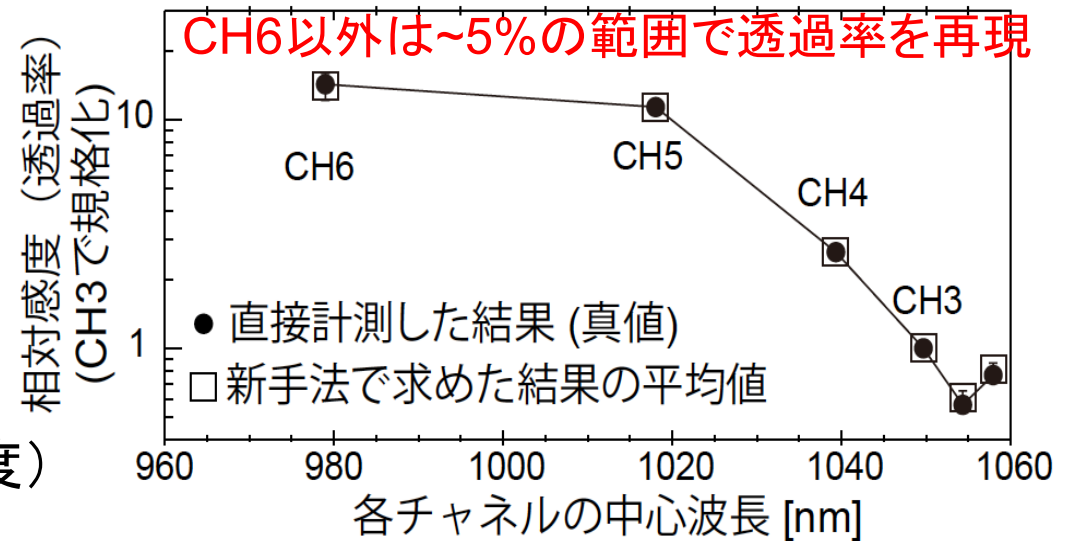 CH6以外は~5%の範囲で透過率を再現
相対感度（透過率）
(CH3で規格化)
10
1
CH6
CH5
CH4
CH3
● 直接計測した結果 (真値)
□ 新手法で求めた結果の平均値
度）
960 980 1000 1020 1040 1060
各チャネルの中心波長 [nm]